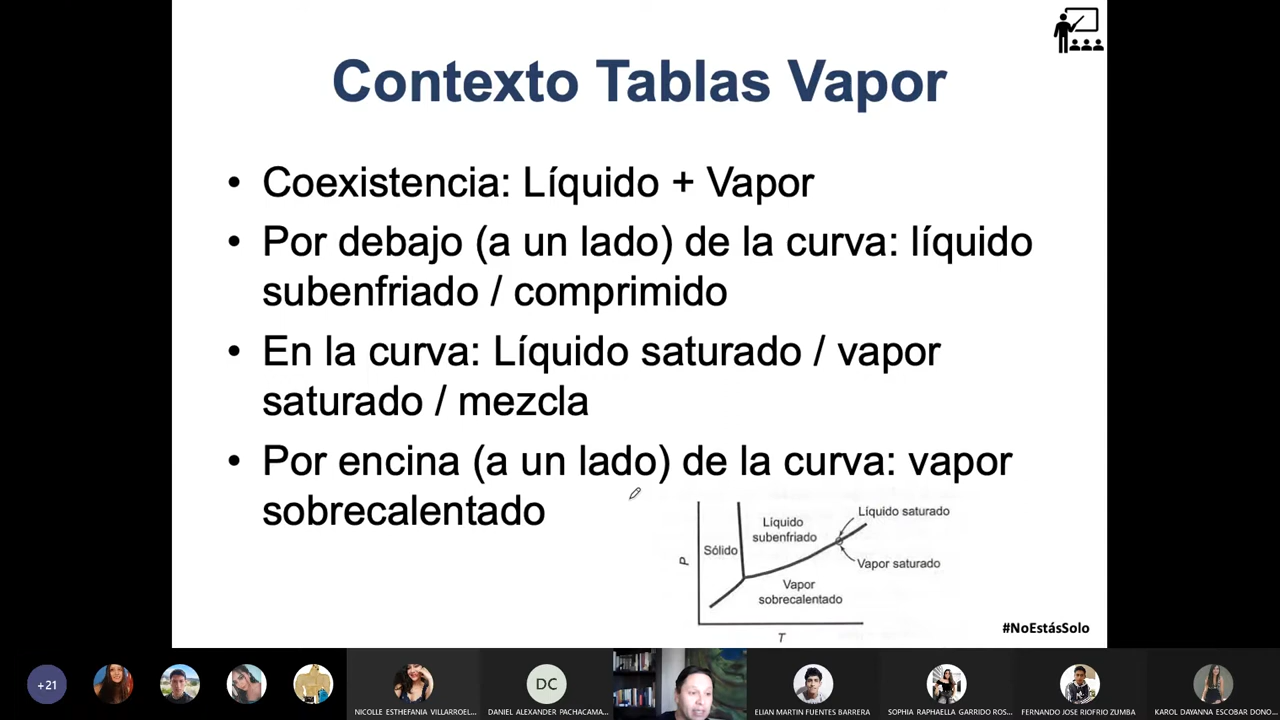 Contexto Tablas Vapor
• Coexistencia: Líquido + Vapor
• Por debajo (a un lado) de la curva: líquido
subenfriado / comprimido
• En la curva: Líquido saturado / vapor
saturado / mezcla
• Por encina (a un lado) de la curva: vapor
sobrecalentado
Líquido saturado
Líquido
subenfriado
Sólido
Vapor saturado
P
Vapor
sobrecalentado
T
#NoEstásSolo
+21
NICOLLE ESTHEFANIA VILLARROEL...
DC
DANIEL ALEXANDER PACHACAMA...
ELIAN MARTIN FUENTES BARRERA
SOPHIA RAPHAELLA GARRIDO ROS...
FERNANDO JOSE RIOFRIO ZUMBA
KAROL DAYANNA ESCOBAR DONO...